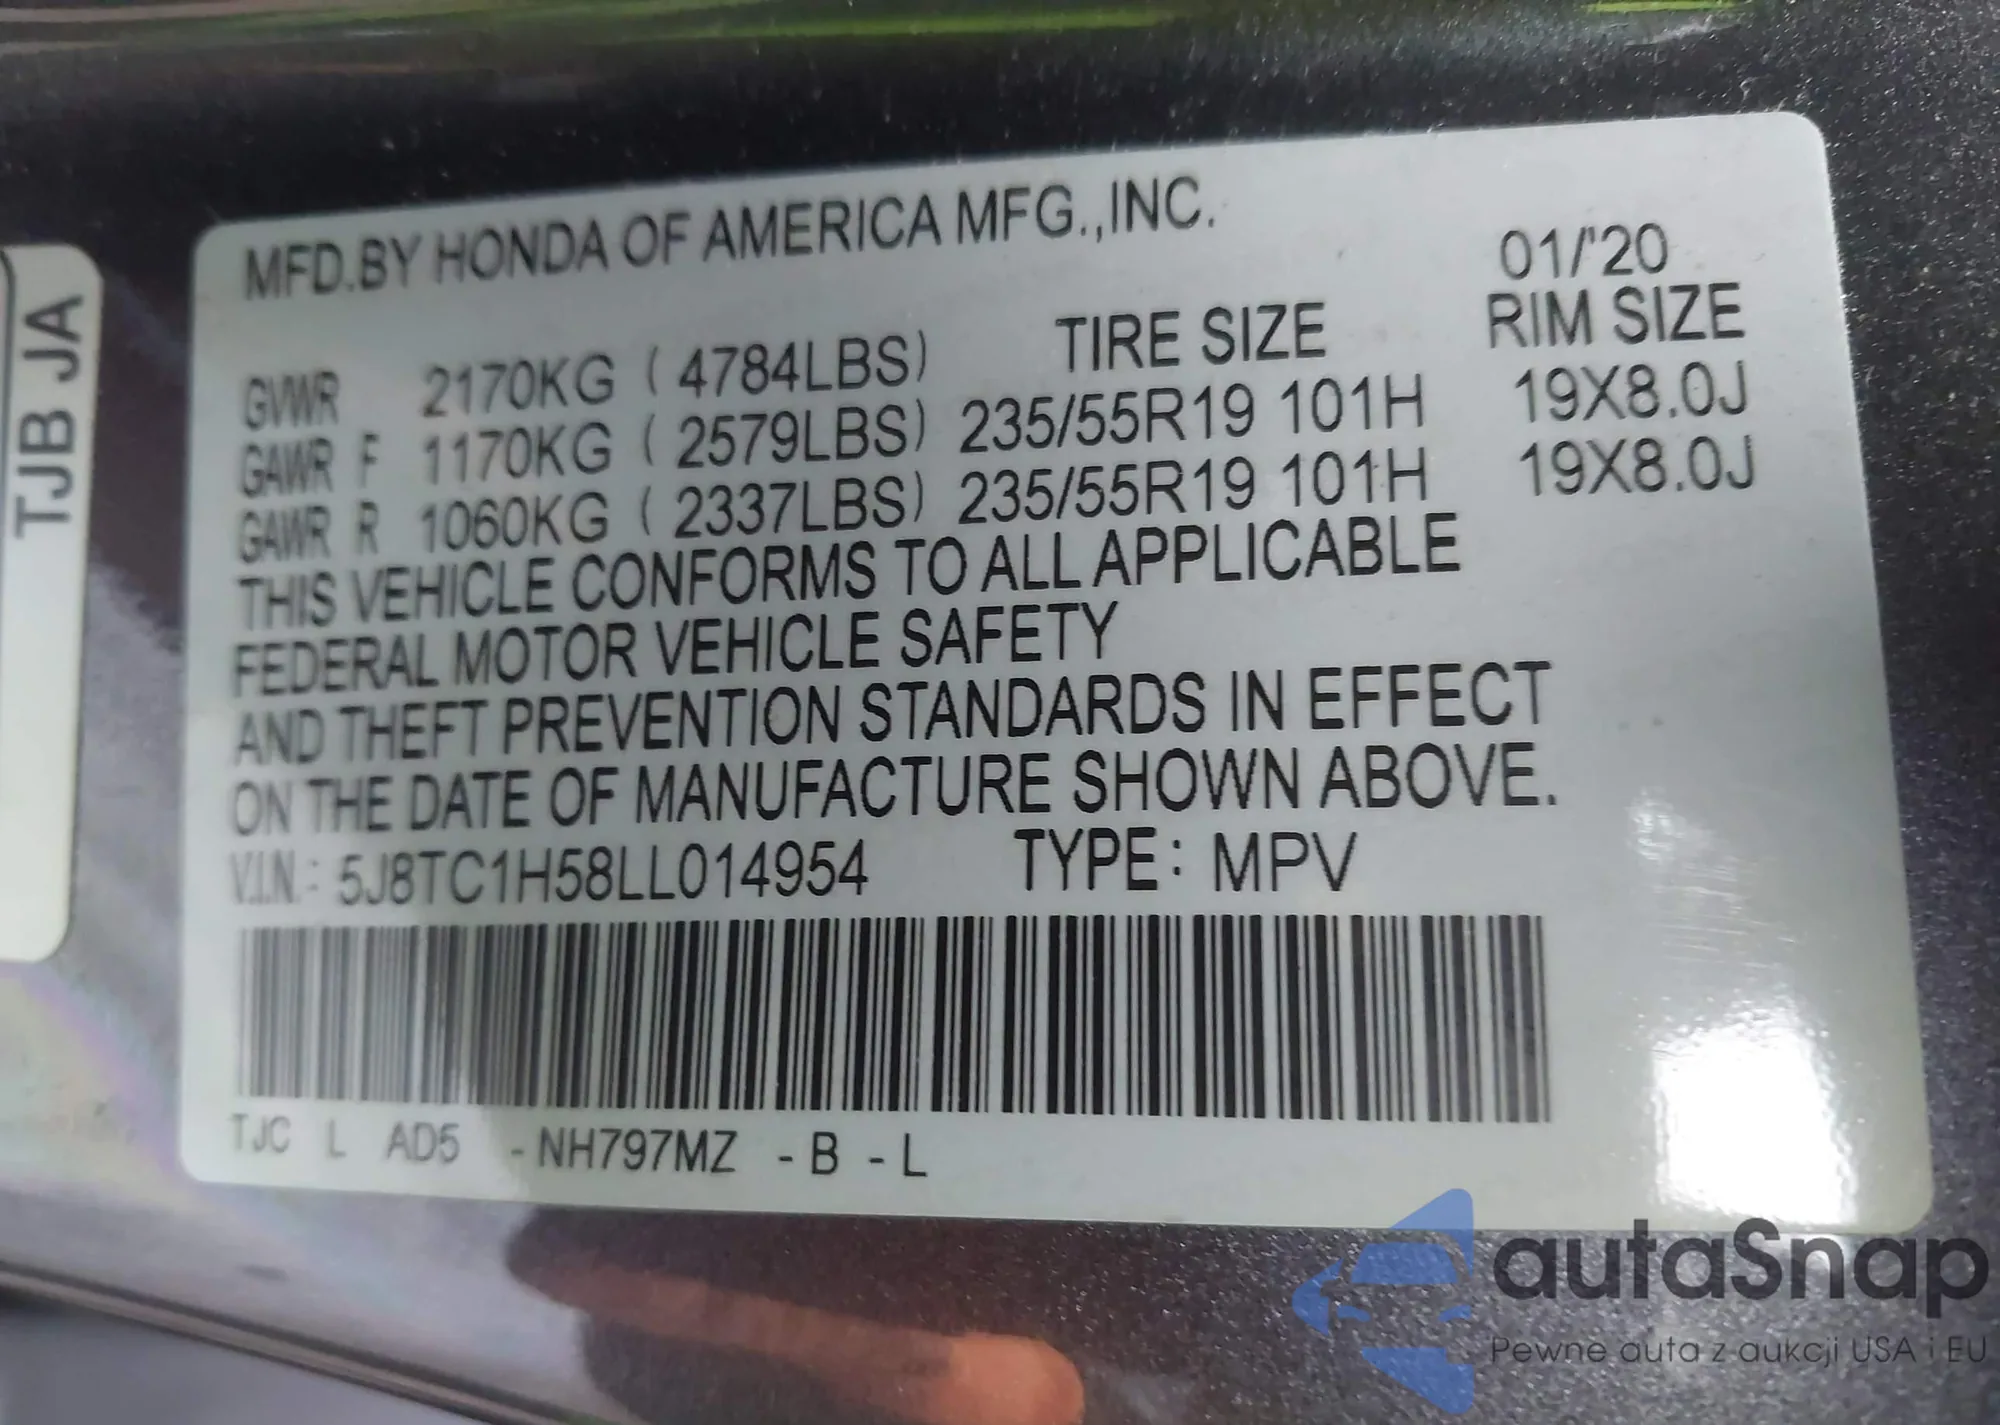 TJB JA
MFD.BY HONDA OF AMERICA MFG.,INC.
01/'20
TIRE SIZE RIM SIZE
GVWR 2170KG ( 4784LBS)
GAWR F 1170KG ( 2579LBS) 235/55R19 101H 19X8.0J
GAWR R 1060KG ( 2337LBS) 235/55R19 101H 19X8.0J
THIS VEHICLE CONFORMS TO ALL APPLICABLE
FEDERAL MOTOR VEHICLE SAFETY
AND THEFT PREVENTION STANDARDS IN EFFECT
ON THE DATE OF MANUFACTURE SHOWN ABOVE.
V.I.N.: 5J8TC1H58LL014954 TYPE: MPV
TJC L AD5 -NH797MZ -B -L
autaSnap
Pewne auta z aukcji USA i EU